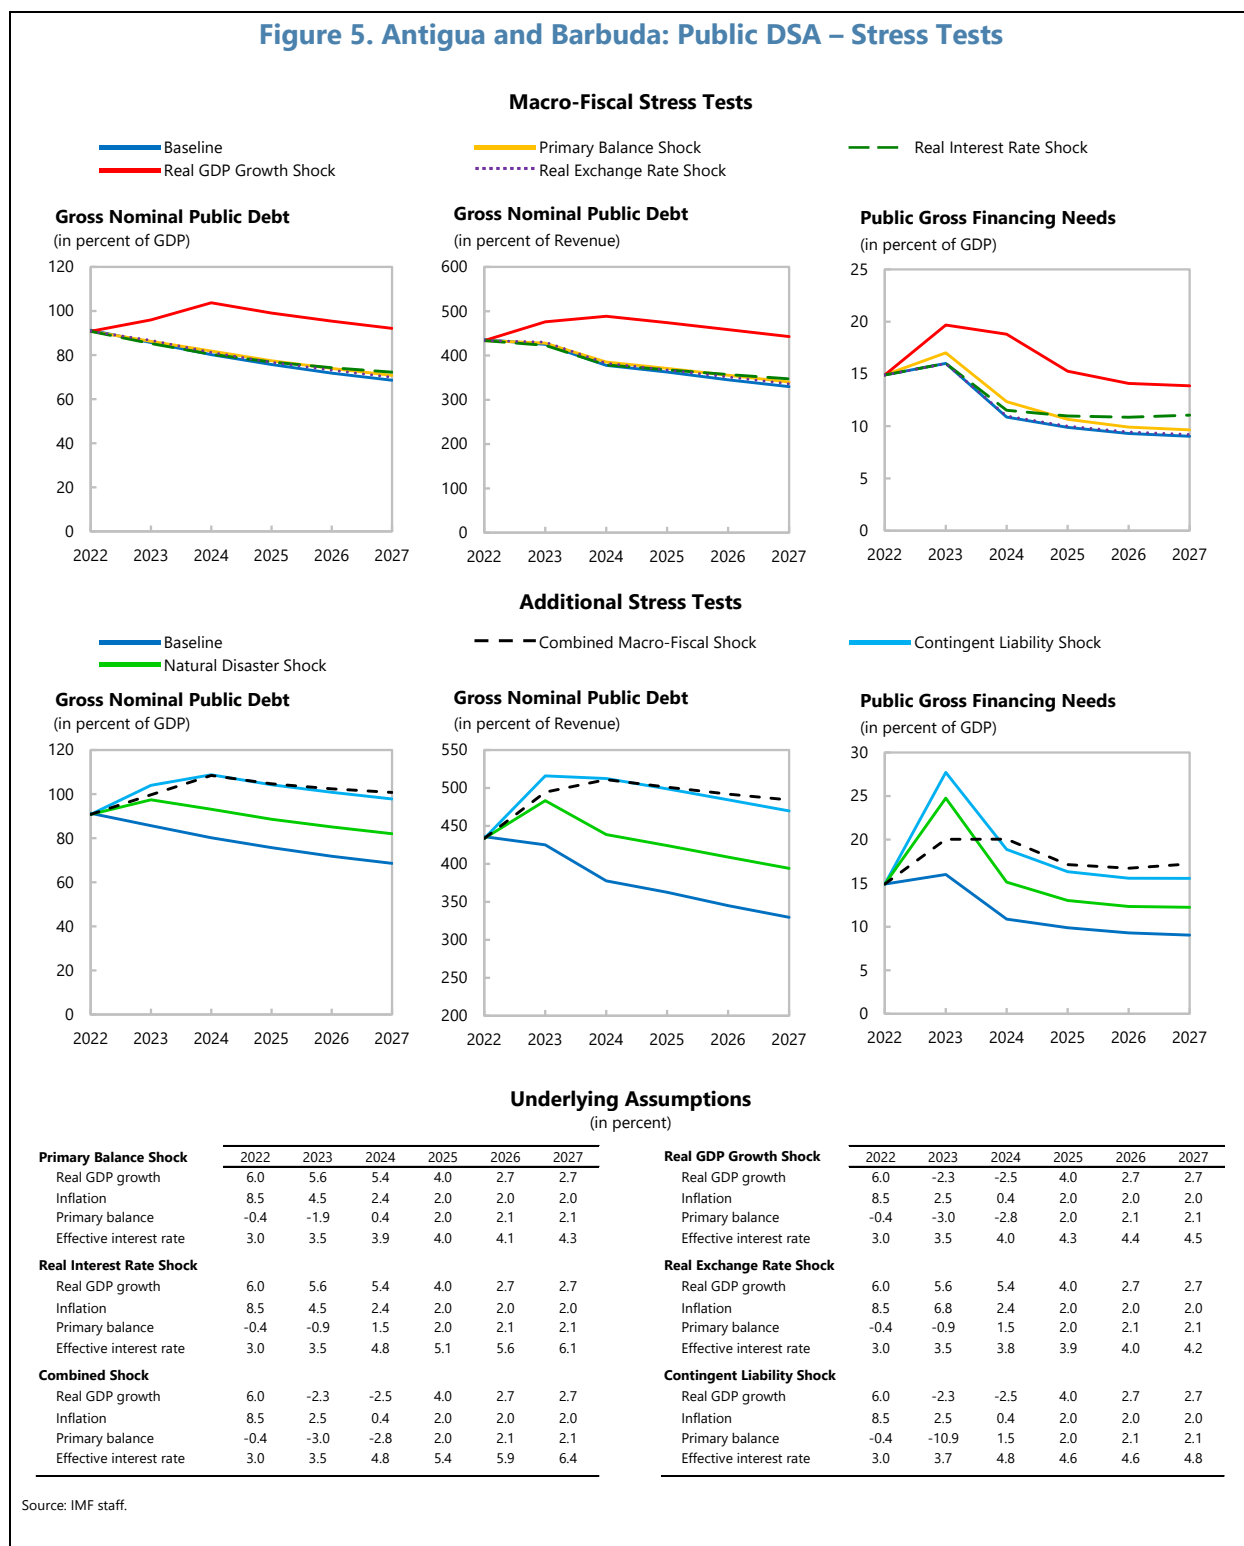 Figure 5. Antigua and Barbuda: Public DSA – Stress Tests
Macro-Fiscal Stress Tests
Baseline
Primary Balance Shock
Real Interest Rate Shock
Real GDP Growth Shock
Real Exchange Rate Shock
Gross Nominal Public Debt
(in percent of GDP)
120
100
80
60
40
20
0
2022 2023 2024 2025 2026 2027
Gross Nominal Public Debt
(in percent of Revenue)
600
500
400
300
200
100
0
2022 2023 2024 2025 2026 2027
Public Gross Financing Needs
(in percent of GDP)
25
20
15
10
5
0
2022 2023 2024 2025 2026 2027
Additional Stress Tests
Baseline
Combined Macro-Fiscal Shock
Contingent Liability Shock
Natural Disaster Shock
Gross Nominal Public Debt
(in percent of GDP)
120
100
80
60
40
20
0
2022 2023 2024 2025 2026 2027
Gross Nominal Public Debt
(in percent of Revenue)
550
500
450
400
350
300
250
200
2022 2023 2024 2025 2026 2027
Public Gross Financing Needs
(in percent of GDP)
30
25
20
15
10
5
0
2022 2023 2024 2025 2026 2027
Underlying Assumptions
(in percent)
Primary Balance Shock 2022 2023 2024 2025 2026 2027
Real GDP growth 6.0 5.6 5.4 4.0 2.7 2.7
Inflation 8.5 4.5 2.4 2.0 2.0 2.0
Primary balance -0.4 -1.9 0.4 2.0 2.1 2.1
Effective interest rate 3.0 3.5 3.9 4.0 4.1 4.3
Real Interest Rate Shock
Real GDP growth 6.0 5.6 5.4 4.0 2.7 2.7
Inflation 8.5 4.5 2.4 2.0 2.0 2.0
Primary balance -0.4 -0.9 1.5 2.0 2.1 2.1
Effective interest rate 3.0 3.5 4.8 5.1 5.6 6.1
Combined Shock
Real GDP growth 6.0 -2.3 -2.5 4.0 2.7 2.7
Inflation 8.5 2.5 0.4 2.0 2.0 2.0
Primary balance -0.4 -3.0 -2.8 2.0 2.1 2.1
Effective interest rate 3.0 3.5 4.8 5.4 5.9 6.4
Real GDP Growth Shock 2022 2023 2024 2025 2026 2027
Real GDP growth 6.0 -2.3 -2.5 4.0 2.7 2.7
Inflation 8.5 2.5 0.4 2.0 2.0 2.0
Primary balance -0.4 -3.0 -2.8 2.0 2.1 2.1
Effective interest rate 3.0 3.5 4.0 4.3 4.4 4.5
Real Exchange Rate Shock
Real GDP growth 6.0 5.6 5.4 4.0 2.7 2.7
Inflation 8.5 6.8 2.4 2.0 2.0 2.0
Primary balance -0.4 -0.9 1.5 2.0 2.1 2.1
Effective interest rate 3.0 3.5 3.8 3.9 4.0 4.2
Contingent Liability Shock
Real GDP growth 6.0 -2.3 -2.5 4.0 2.7 2.7
Inflation 8.5 2.5 0.4 2.0 2.0 2.0
Primary balance -0.4 -10.9 1.5 2.0 2.1 2.1
Effective interest rate 3.0 3.7 4.8 4.6 4.6 4.8
Source: IMF staff.